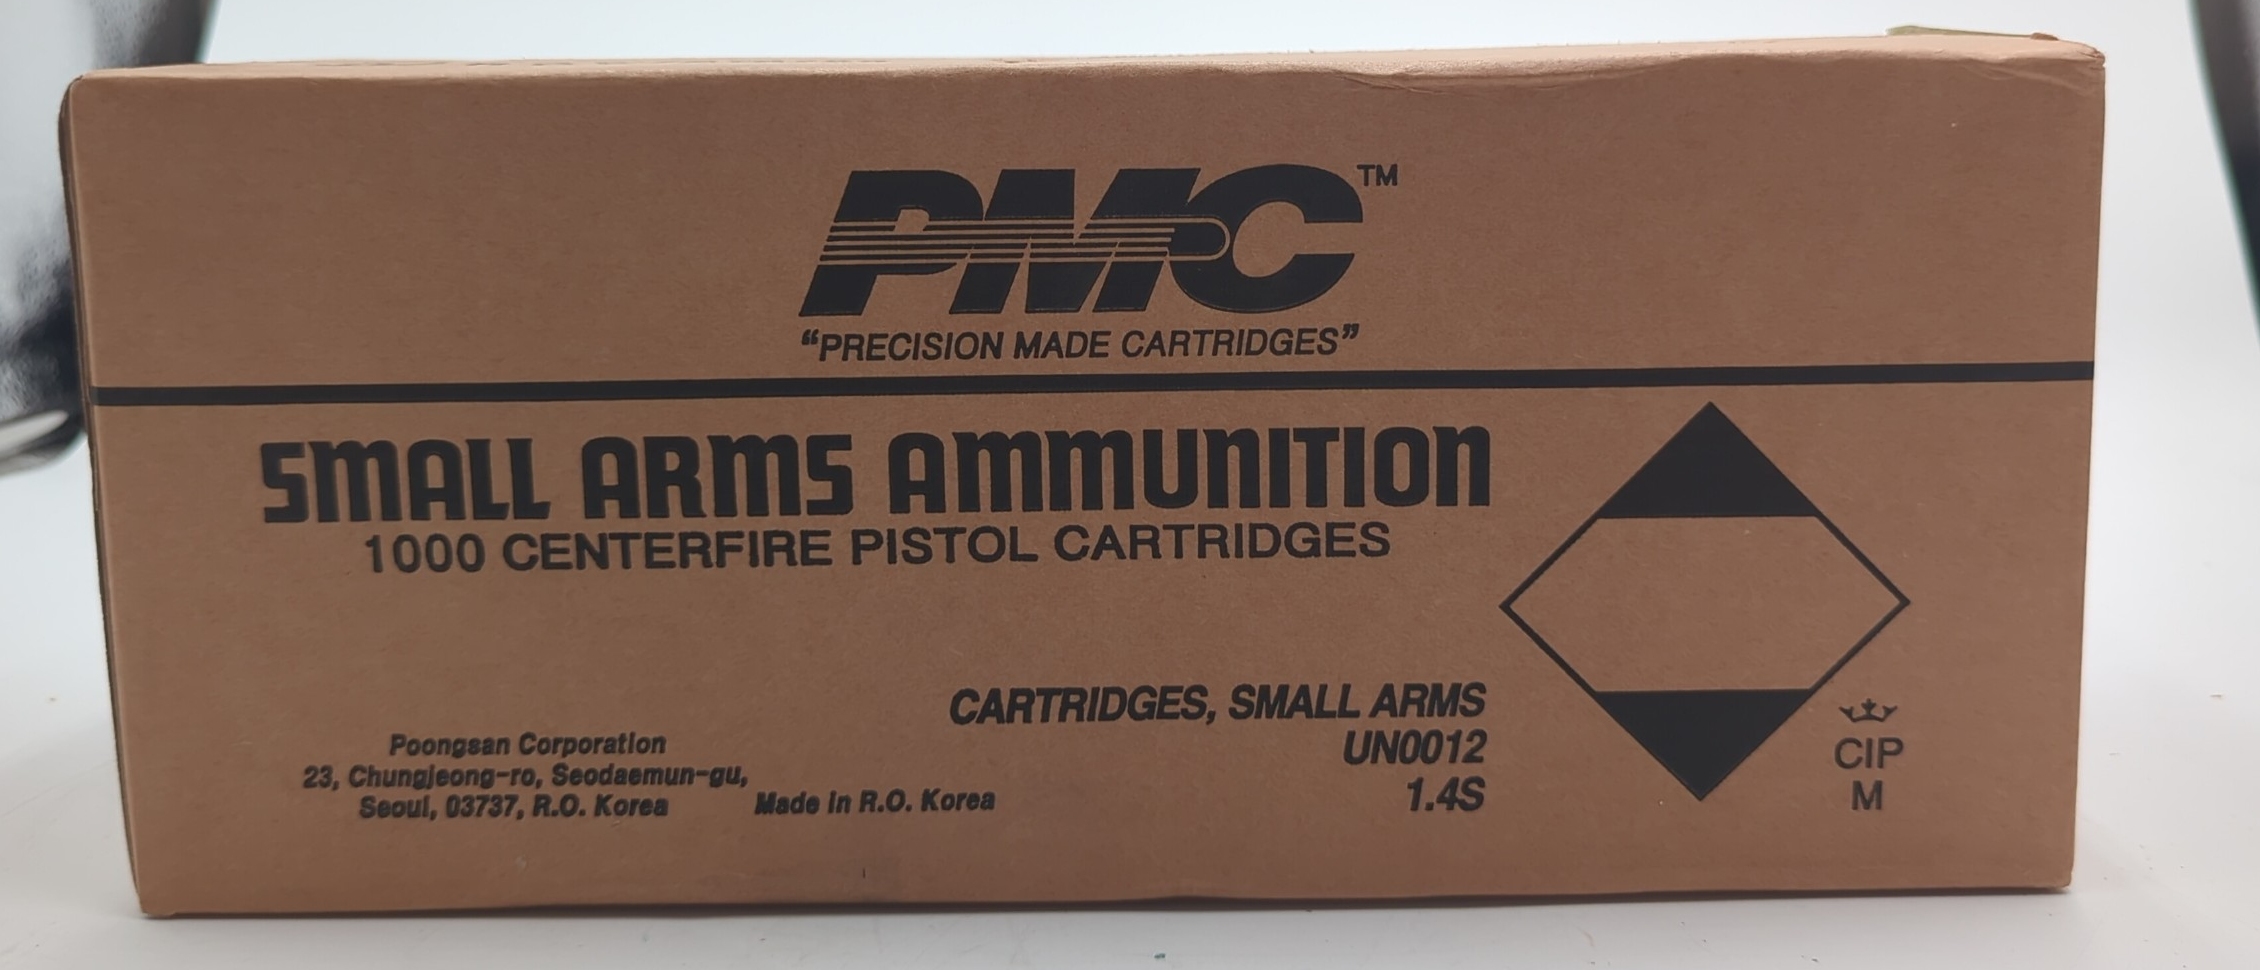 PMC™
“PRECISION MADE CARTRIDGES”
SMALL ARMS AMMUNITION
1000 CENTERFIRE PISTOL CARTRIDGES
CARTRIDGES, SMALL ARMS
UN0012
1.4S
CIP
M
Poongsan Corporation
23, Chungjeong-ro, Seodaemun-gu,
Seoul, 03737, R.O. Korea
Made in R.O. Korea